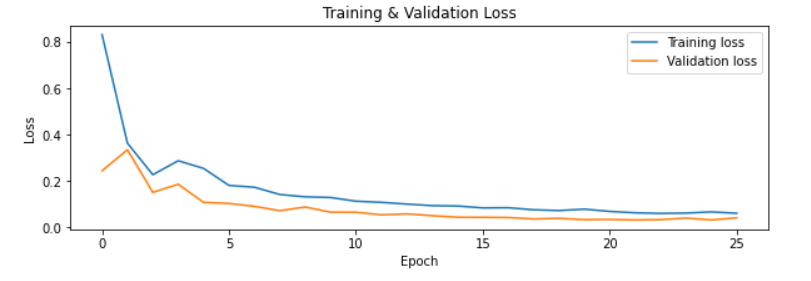 Training & Validation Loss
Training loss
Validation loss
Loss
0.8
0.6
0.4
0.2
0.0
0 5 10 15 20 25
Epoch